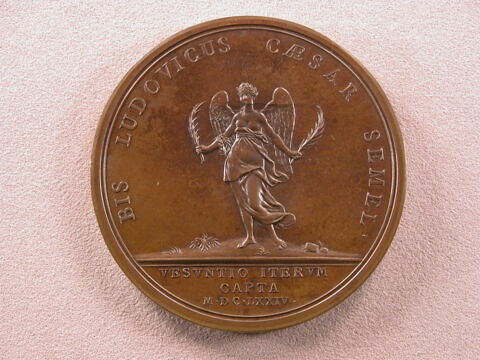 BIS LUDOVICUS CÆSAR SEMEL.
VESVNTIO ITERVM
CAPTA
M·DC·LXXIV·